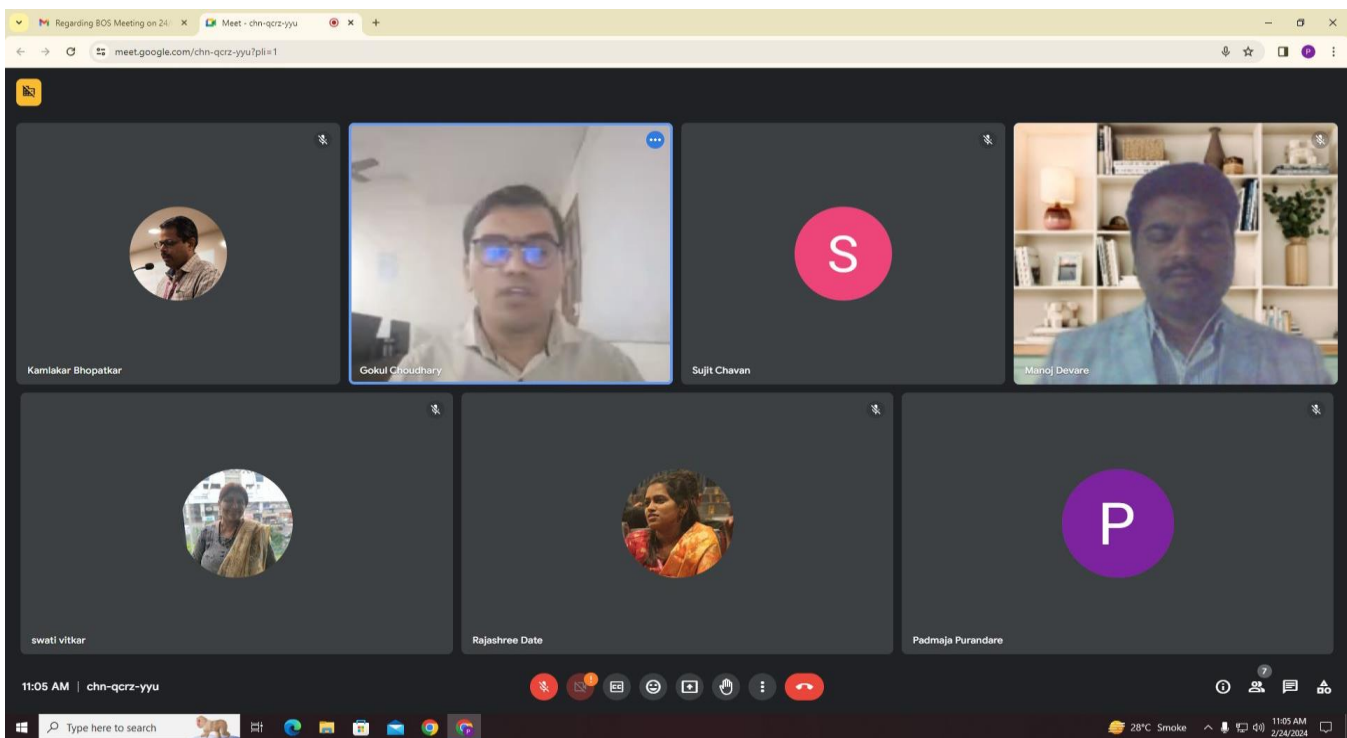 Regarding BOS Meeting on 24/
Meet - chn-qcrz-yyu
meet.google.com/chn-qcrz-yyu?pli=1
P
Kamlakar Bhopatkar
Gokul Choudhary
S
Sujit Chavan
Manoj Devare
swati vitkar
Rajashree Date
P
Padmaja Purandare
11:05 AM | chn-qcrz-yyu
CC
7
Type here to search
28°C Smoke
11:05 AM
2/24/2024